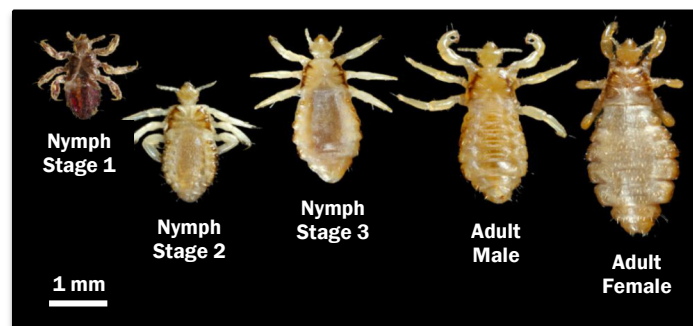 Nymph
Stage 1
Nymph
Stage 2
Nymph
Stage 3
Adult
Male
Adult
Female
1 mm